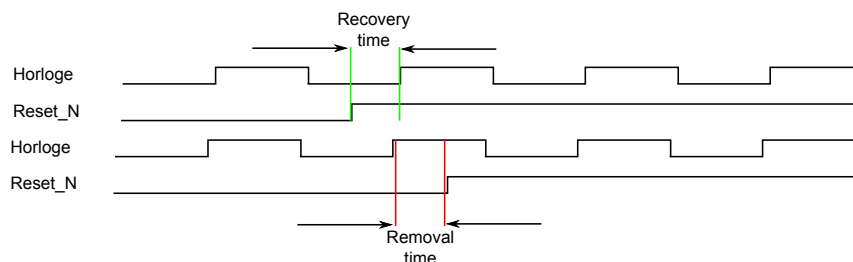 Recovery
time
Horloge
Reset_N
Horloge
Reset_N
Removal
time